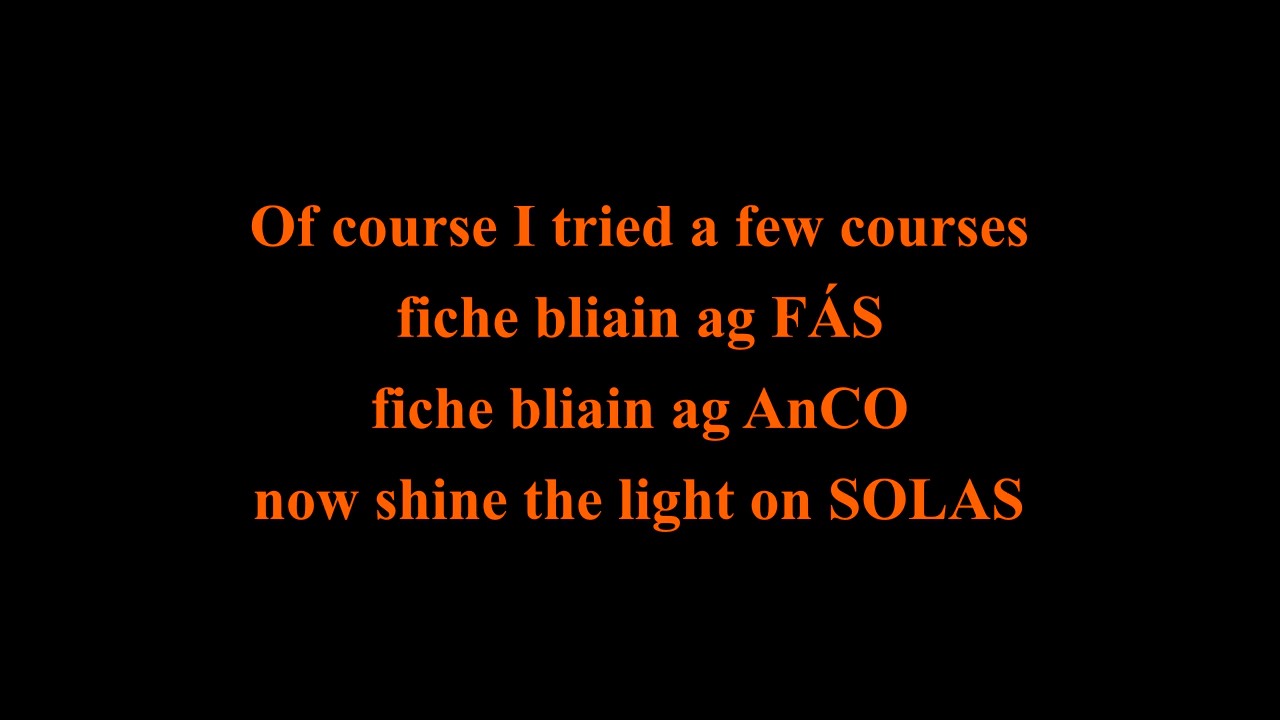 Of course I tried a few courses
fiche bliain ag FÁS
fiche bliain ag AnCO
now shine the light on SOLAS